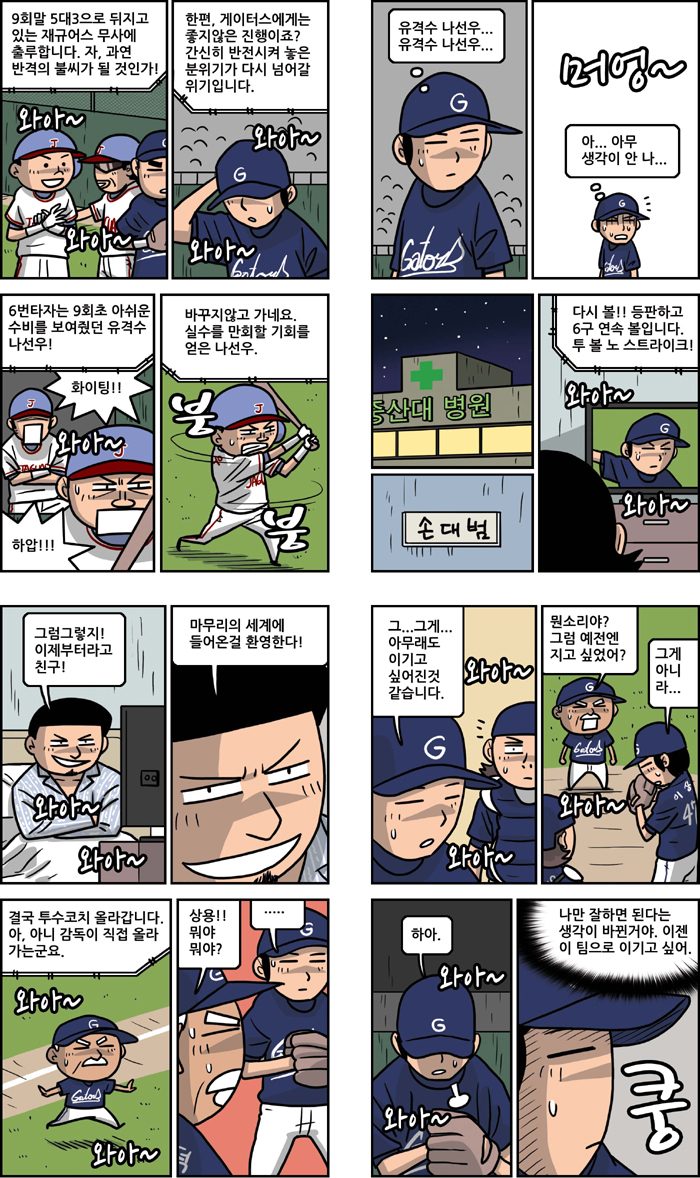 9회말 5대3으로 뒤지고
있는 재규어스 무사에
출루합니다. 자, 과연
반격의 불씨가 될 것인가!
와아~
J
J
와아~
한편, 게이터스에게는
좋지않은 진행이죠?
간신히 반전시켜 놓은
분위기가 다시 넘어갈
위기입니다.
와아~
G
와아~
6번타자는 9회초 아쉬운
수비를 보여줬던 유격수
나선우!
화이팅!!
J
와아~
J
하압!!!
바꾸지않고 가네요.
실수를 만회할 기회를
얻은 나선우.
붇
J
붇
유격수 나선우...
유격수 나선우...
G
Gators
머엉~
아... 아무
생각이 안 나...
G
Gators
중산대 병원
손대범
다시 볼!! 등판하고
6구 연속 볼입니다.
투 볼 노 스트라이크!
와아~
G
와아~
그럼그렇지!
이제부터라고
친구!
와아~
와아~
마무리의 세계에
들어온걸 환영한다!
결국 투수코치 올라갑니다.
아, 아니 감독이 직접 올라
가는군요.
와아~
G
Gators
와아~
상용!!
뭐야
뭐야?
.....
G
그...그게...
아무래도
이기고
싶어진것
같습니다.
와아~
G
와아~
뭔소리야?
그럼 예전엔
지고 싶었어?
그게
아니
라...
G
Gators
와아~
하아.
와아~
G
와아~
나만 잘하면 된다는
생각이 바뀐거야. 이젠
이 팀으로 이기고 싶어.
쿵